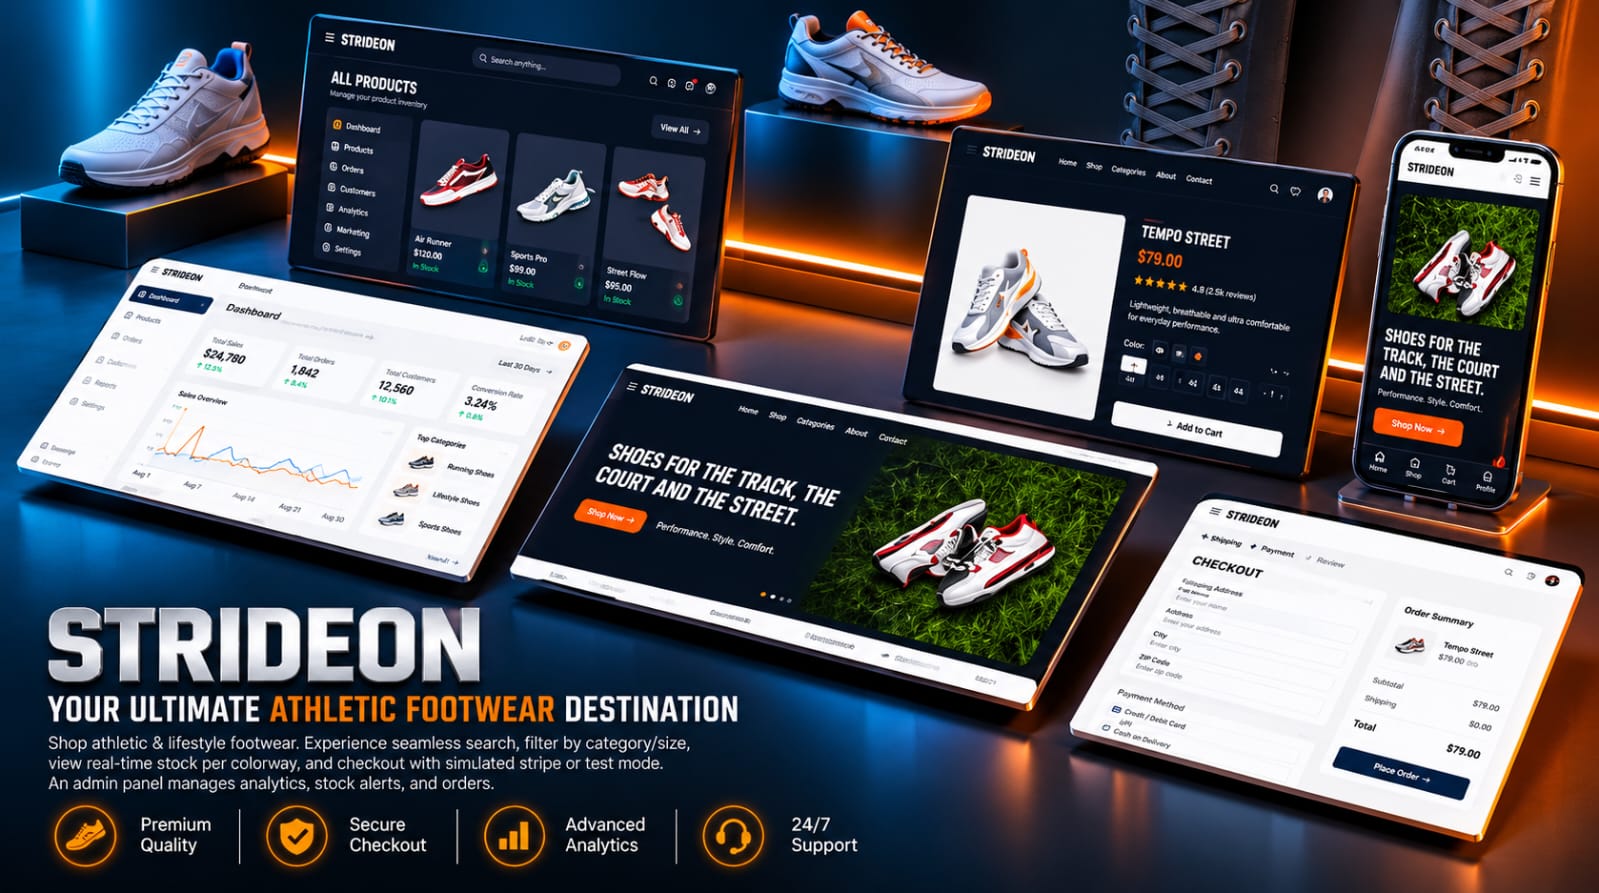 STRIDEON
Search anything...
ALL PRODUCTS
Manage your product inventory
View All →
Dashboard
Products
Orders
Customers
Analytics
Marketing
Settings
Air Runner
$120.00
In Stock
Sports Pro
$99.00
In Stock
Street Flow
$95.00
In Stock
STRIDEON
Home Shop Categories About Contact
TEMPO STREET
$79.00
4.8 (2.5k reviews)
Lightweight, breathable and ultra comfortable
for everyday performance.
Color:
Add to Cart
STRIDEON
SHOES FOR THE
TRACK, THE COURT
AND THE STREET.
Performance. Style. Comfort.
Shop Now →
Home Shop Cart Profile
STRIDEON
Dashboard
Products
Orders
Reports
Settings
Dashboard
Last 30 Days
Total Sales
$24,780
↑ 12.5%
Total Orders
1,842
↑ 8.4%
Total Customers
12,560
↑ 10.1%
Conversion Rate
3.24%
↑ 0.8%
Sales Overview
Aug 1 Aug 7 Aug 14 Aug 21 Aug 30
Top Categories
Running Shoes
Lifestyle Shoes
Sports Shoes
STRIDEON
Home Shop Categories About Contact
SHOES FOR THE TRACK, THE
COURT AND THE STREET.
Shop Now →
Performance. Style. Comfort.
STRIDEON
Shipping Payment Review
CHECKOUT
Address
Enter your name
Address
Enter your address
City
Enter city
ZIP Code
Enter zip code
Payment Method
Credit / Debit Card
Cash on Delivery
Order Summary
Tempo Street
$79.00
Subtotal $79.00
Shipping $0.00
Total $79.00
Place Order →
STRIDEON
YOUR ULTIMATE ATHLETIC FOOTWEAR DESTINATION
Shop athletic & lifestyle footwear. Experience seamless search, filter by category/size,
view real-time stock per colorway, and checkout with simulated stripe or test mode.
An admin panel manages analytics, stock alerts, and orders.
Premium
Quality
Secure
Checkout
Advanced
Analytics
24/7
Support